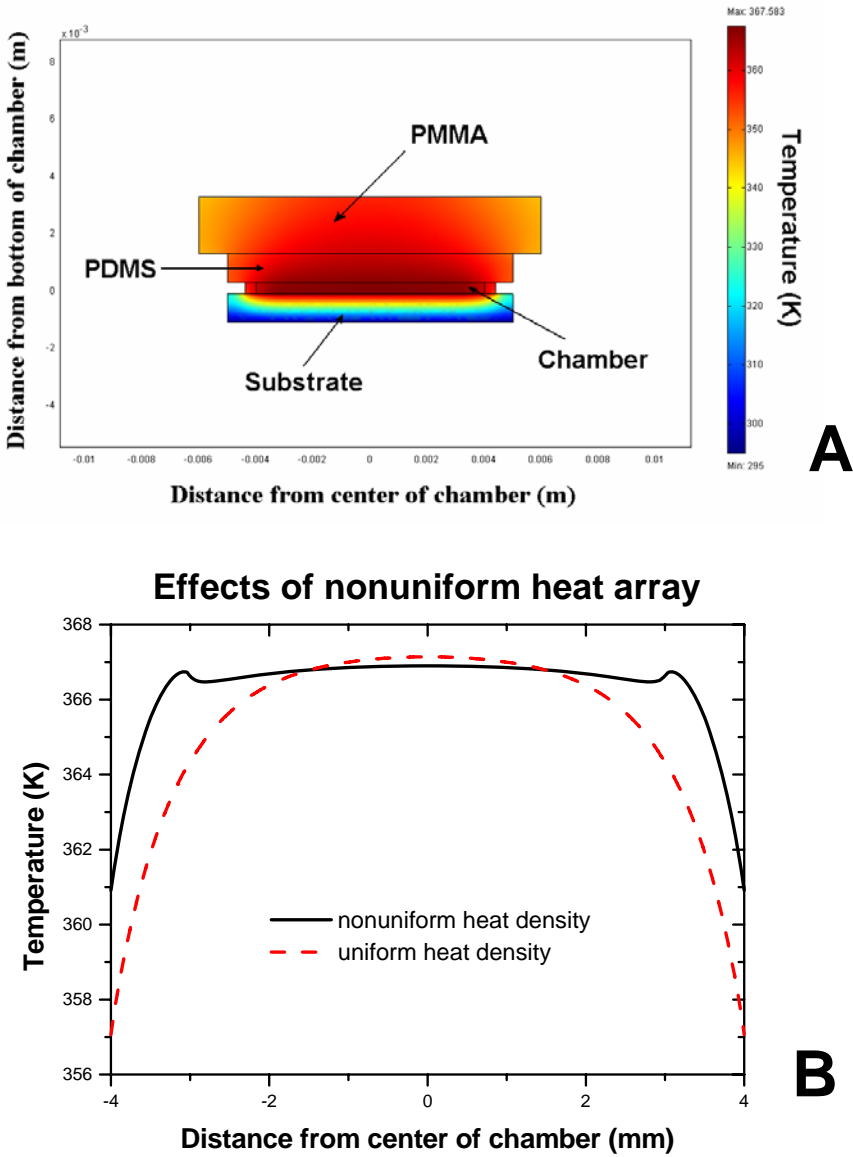 Max: 367.583
x 10^-3
8
6
4
2
0
-2
-4
Distance from bottom of chamber (m)
PMMA
PDMS
Substrate
Chamber
360
350
340
330
320
310
300
Min: 295
Temperature (K)
-0.01 -0.008 -0.006 -0.004 -0.002 0 0.002 0.004 0.006 0.008 0.01
Distance from center of chamber (m)
A
Effects of nonuniform heat array
368
366
364
362
360
358
356
Temperature (K)
nonuniform heat density
uniform heat density
-4 -2 0 2 4
Distance from center of chamber (mm)
B